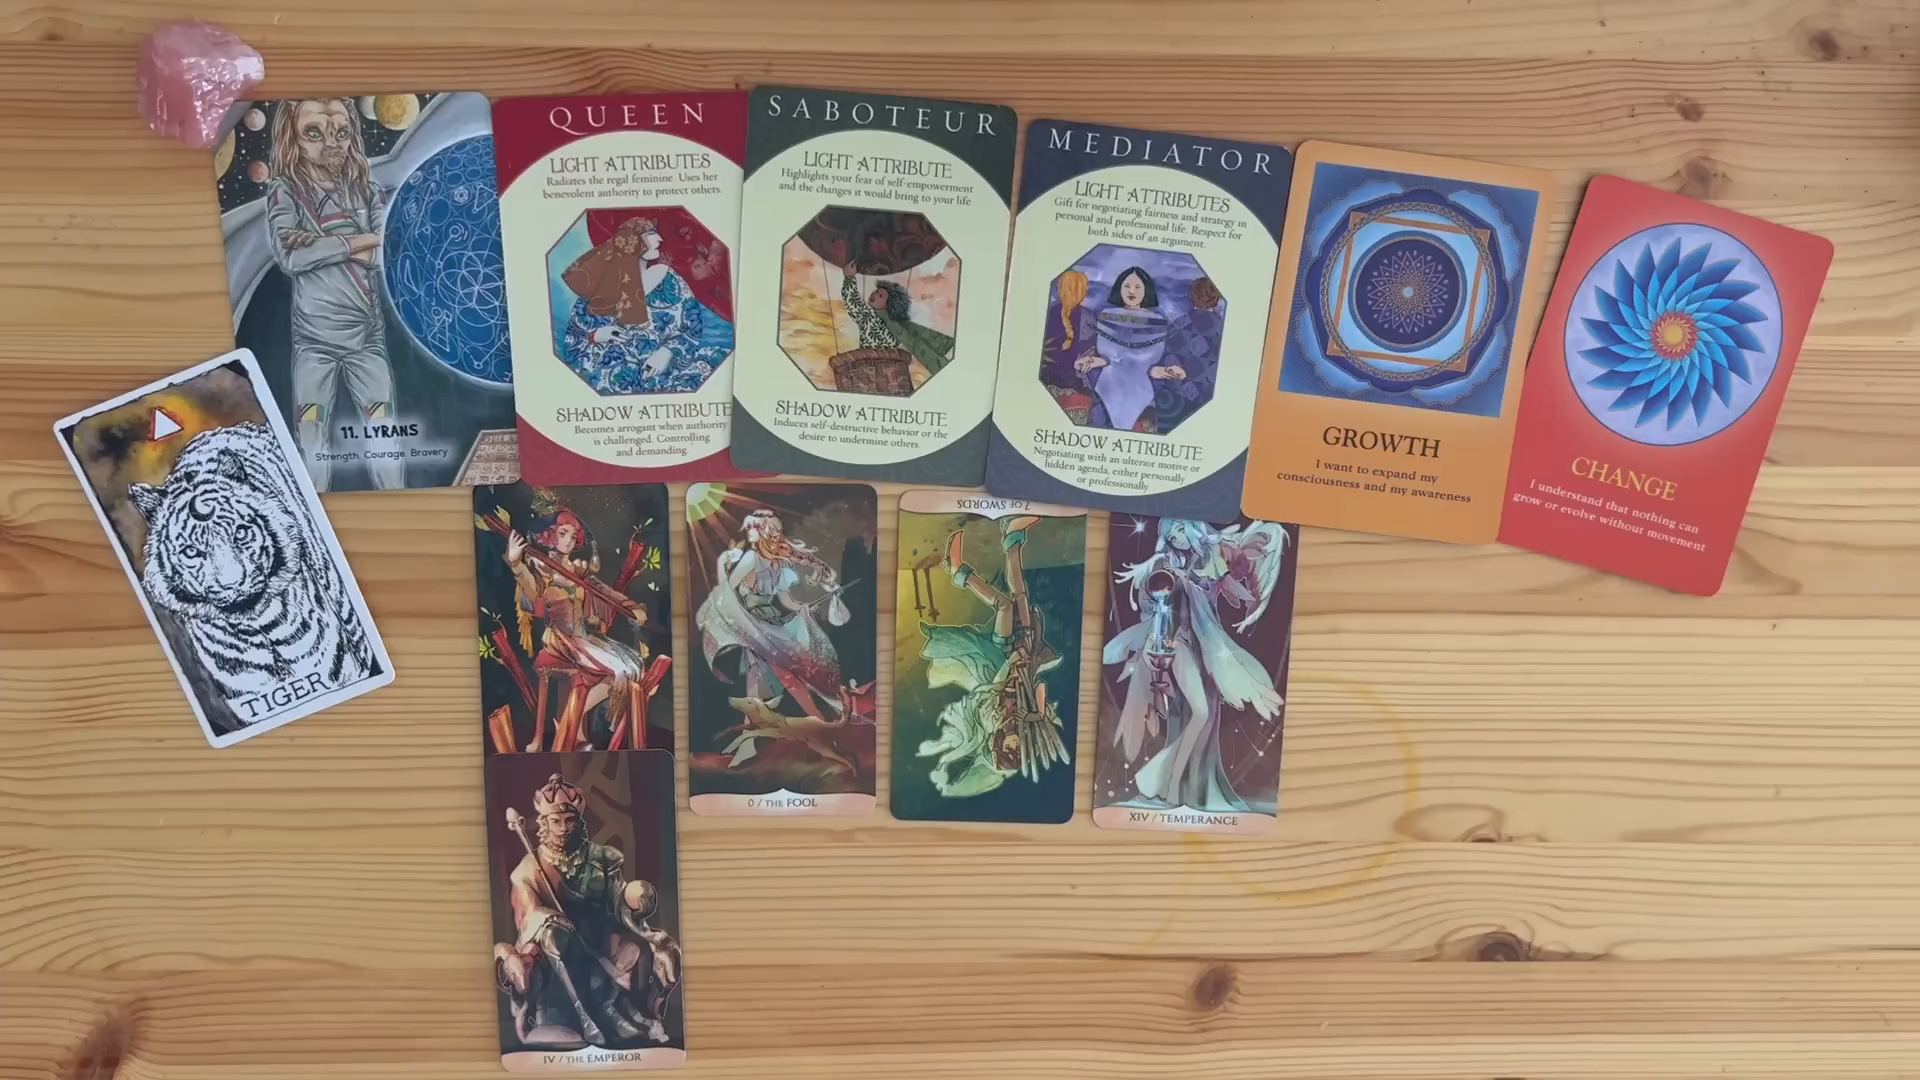 11. LYRANS
Strength. Courage. Bravery
QUEEN
LIGHT ATTRIBUTES
Radiates the regal feminine. Uses her
benevolent authority to protect others.
SHADOW ATTRIBUTE
Becomes arrogant when authority
is challenged. Controlling
and demanding.
SABOTEUR
LIGHT ATTRIBUTE
Highlights your fear of self-empowerment
and the changes it would bring to your life.
SHADOW ATTRIBUTE
Induces self-destructive behavior or the
desire to undermine others.
MEDIATOR
LIGHT ATTRIBUTES
Gift for negotiating fairness and strategy in
personal and professional life. Respect for
both sides of an argument.
SHADOW ATTRIBUTE
Negotiating with an ulterior motive or
hidden agenda, either personally
or professionally
GROWTH
I want to expand my
consciousness and my awareness
CHANGE
I understand that nothing can
grow or evolve without movement
TIGER
0 / THE FOOL
7 OF SWORDS
XIV / TEMPERANCE
IV / THE EMPEROR